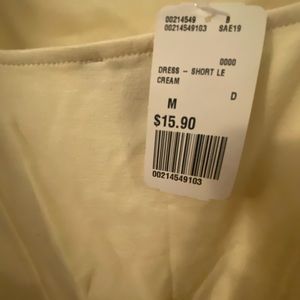 00214549 B
00214549103 SAE19
0000
DRESS – SHORT LE
CREAM
M D
$15.90
00214549103